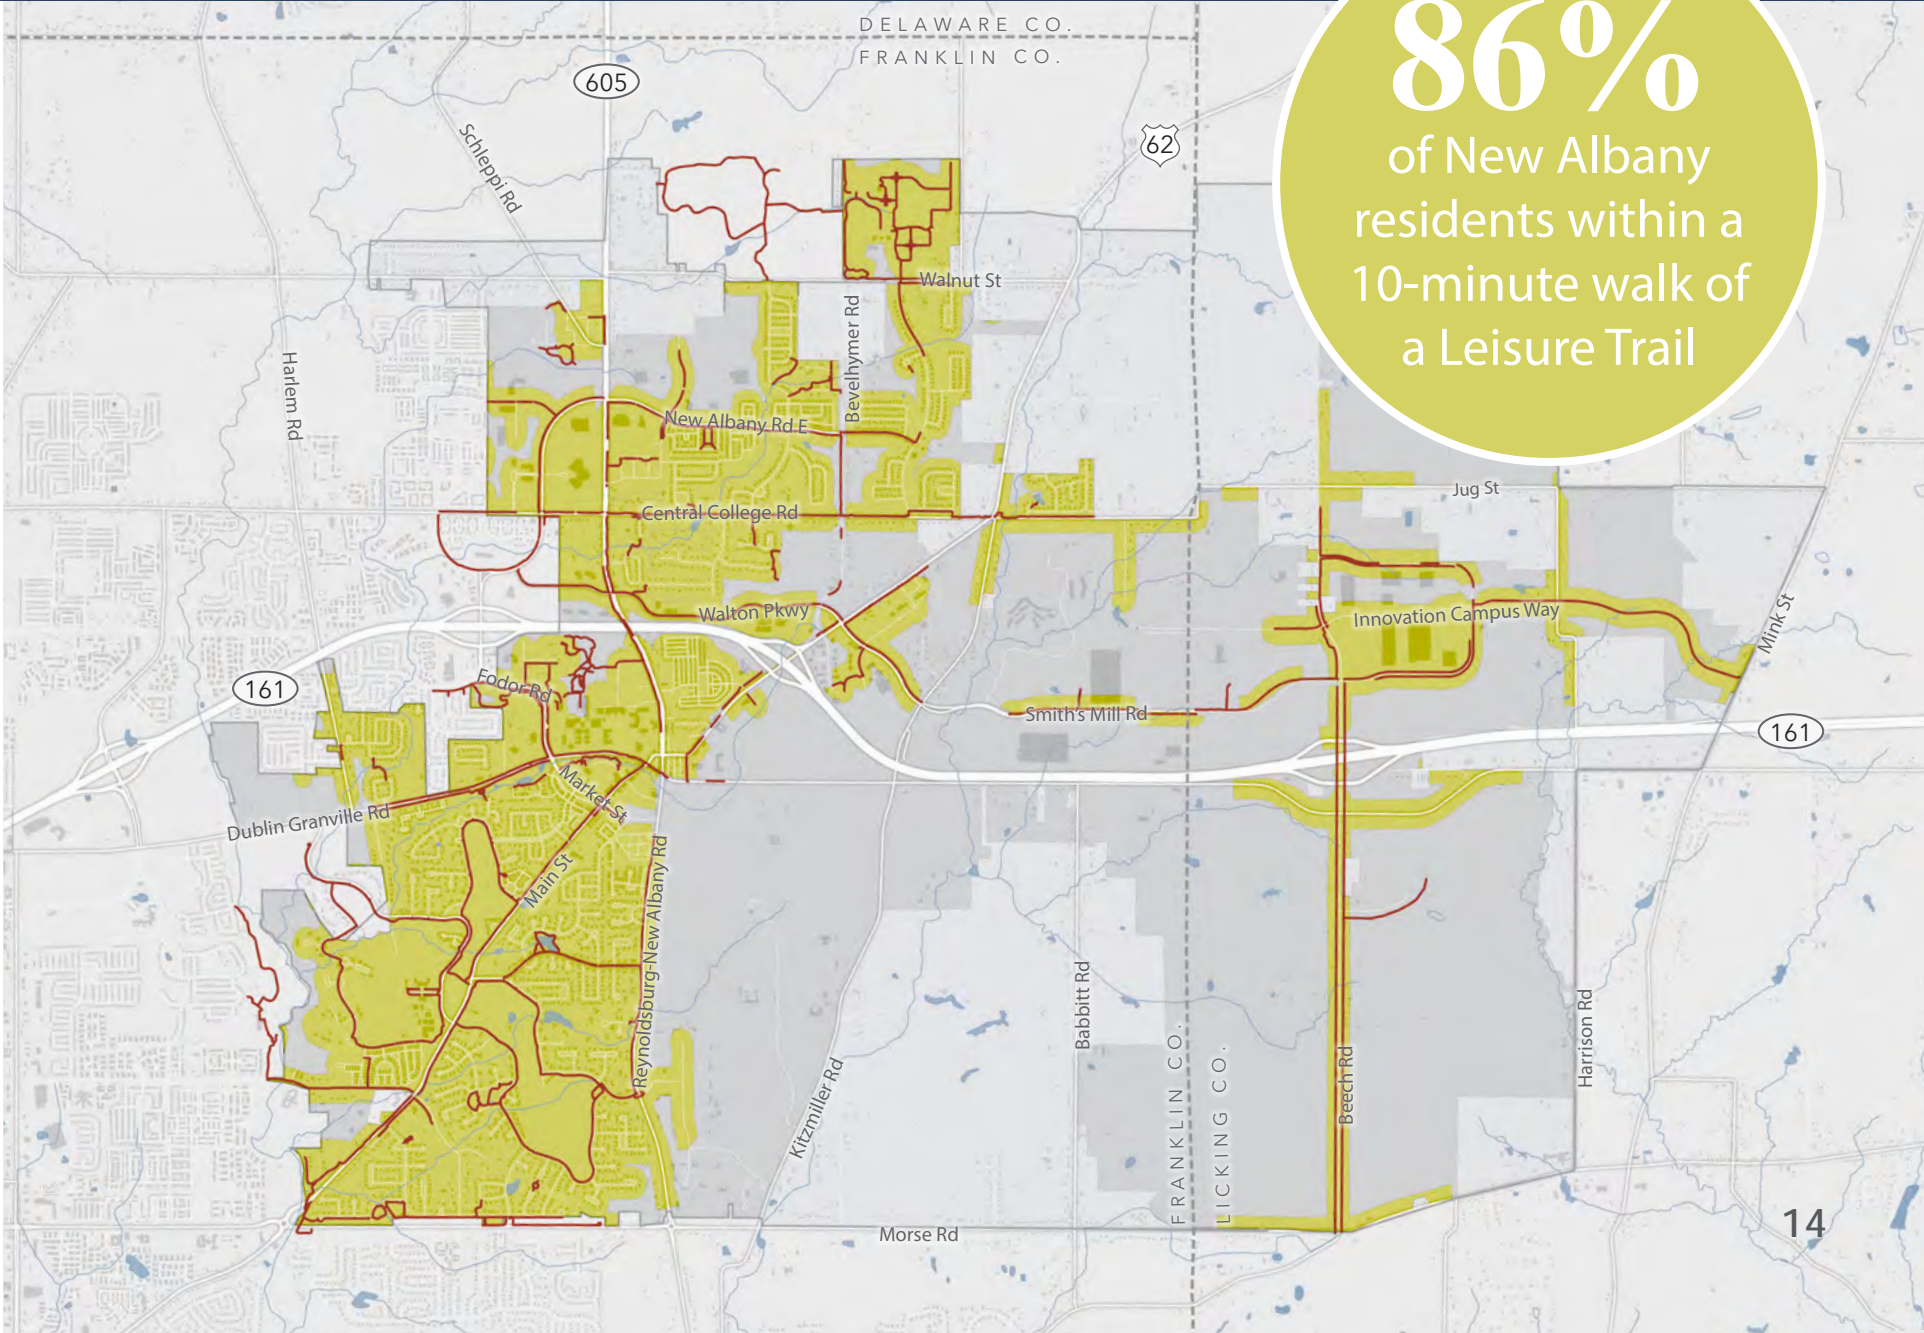 DELAWARE CO.
FRANKLIN CO.
86%
of New Albany
residents within a
10-minute walk of
a Leisure Trail
605
62
Schleppi Rd
Walnut St
Bevelhymer Rd
Harlem Rd
New Albany Rd E
Jug St
Central College Rd
Walton Pkwy
Innovation Campus Way
Mink St
161
Fodor Rd
Smith's Mill Rd
161
Market St
Dublin Granville Rd
Main St
Reynoldsburg-New Albany Rd
Babbitt Rd
Kitzmiller Rd
FRANKLIN CO.
LICKING CO.
Beech Rd
Harrison Rd
Morse Rd
14